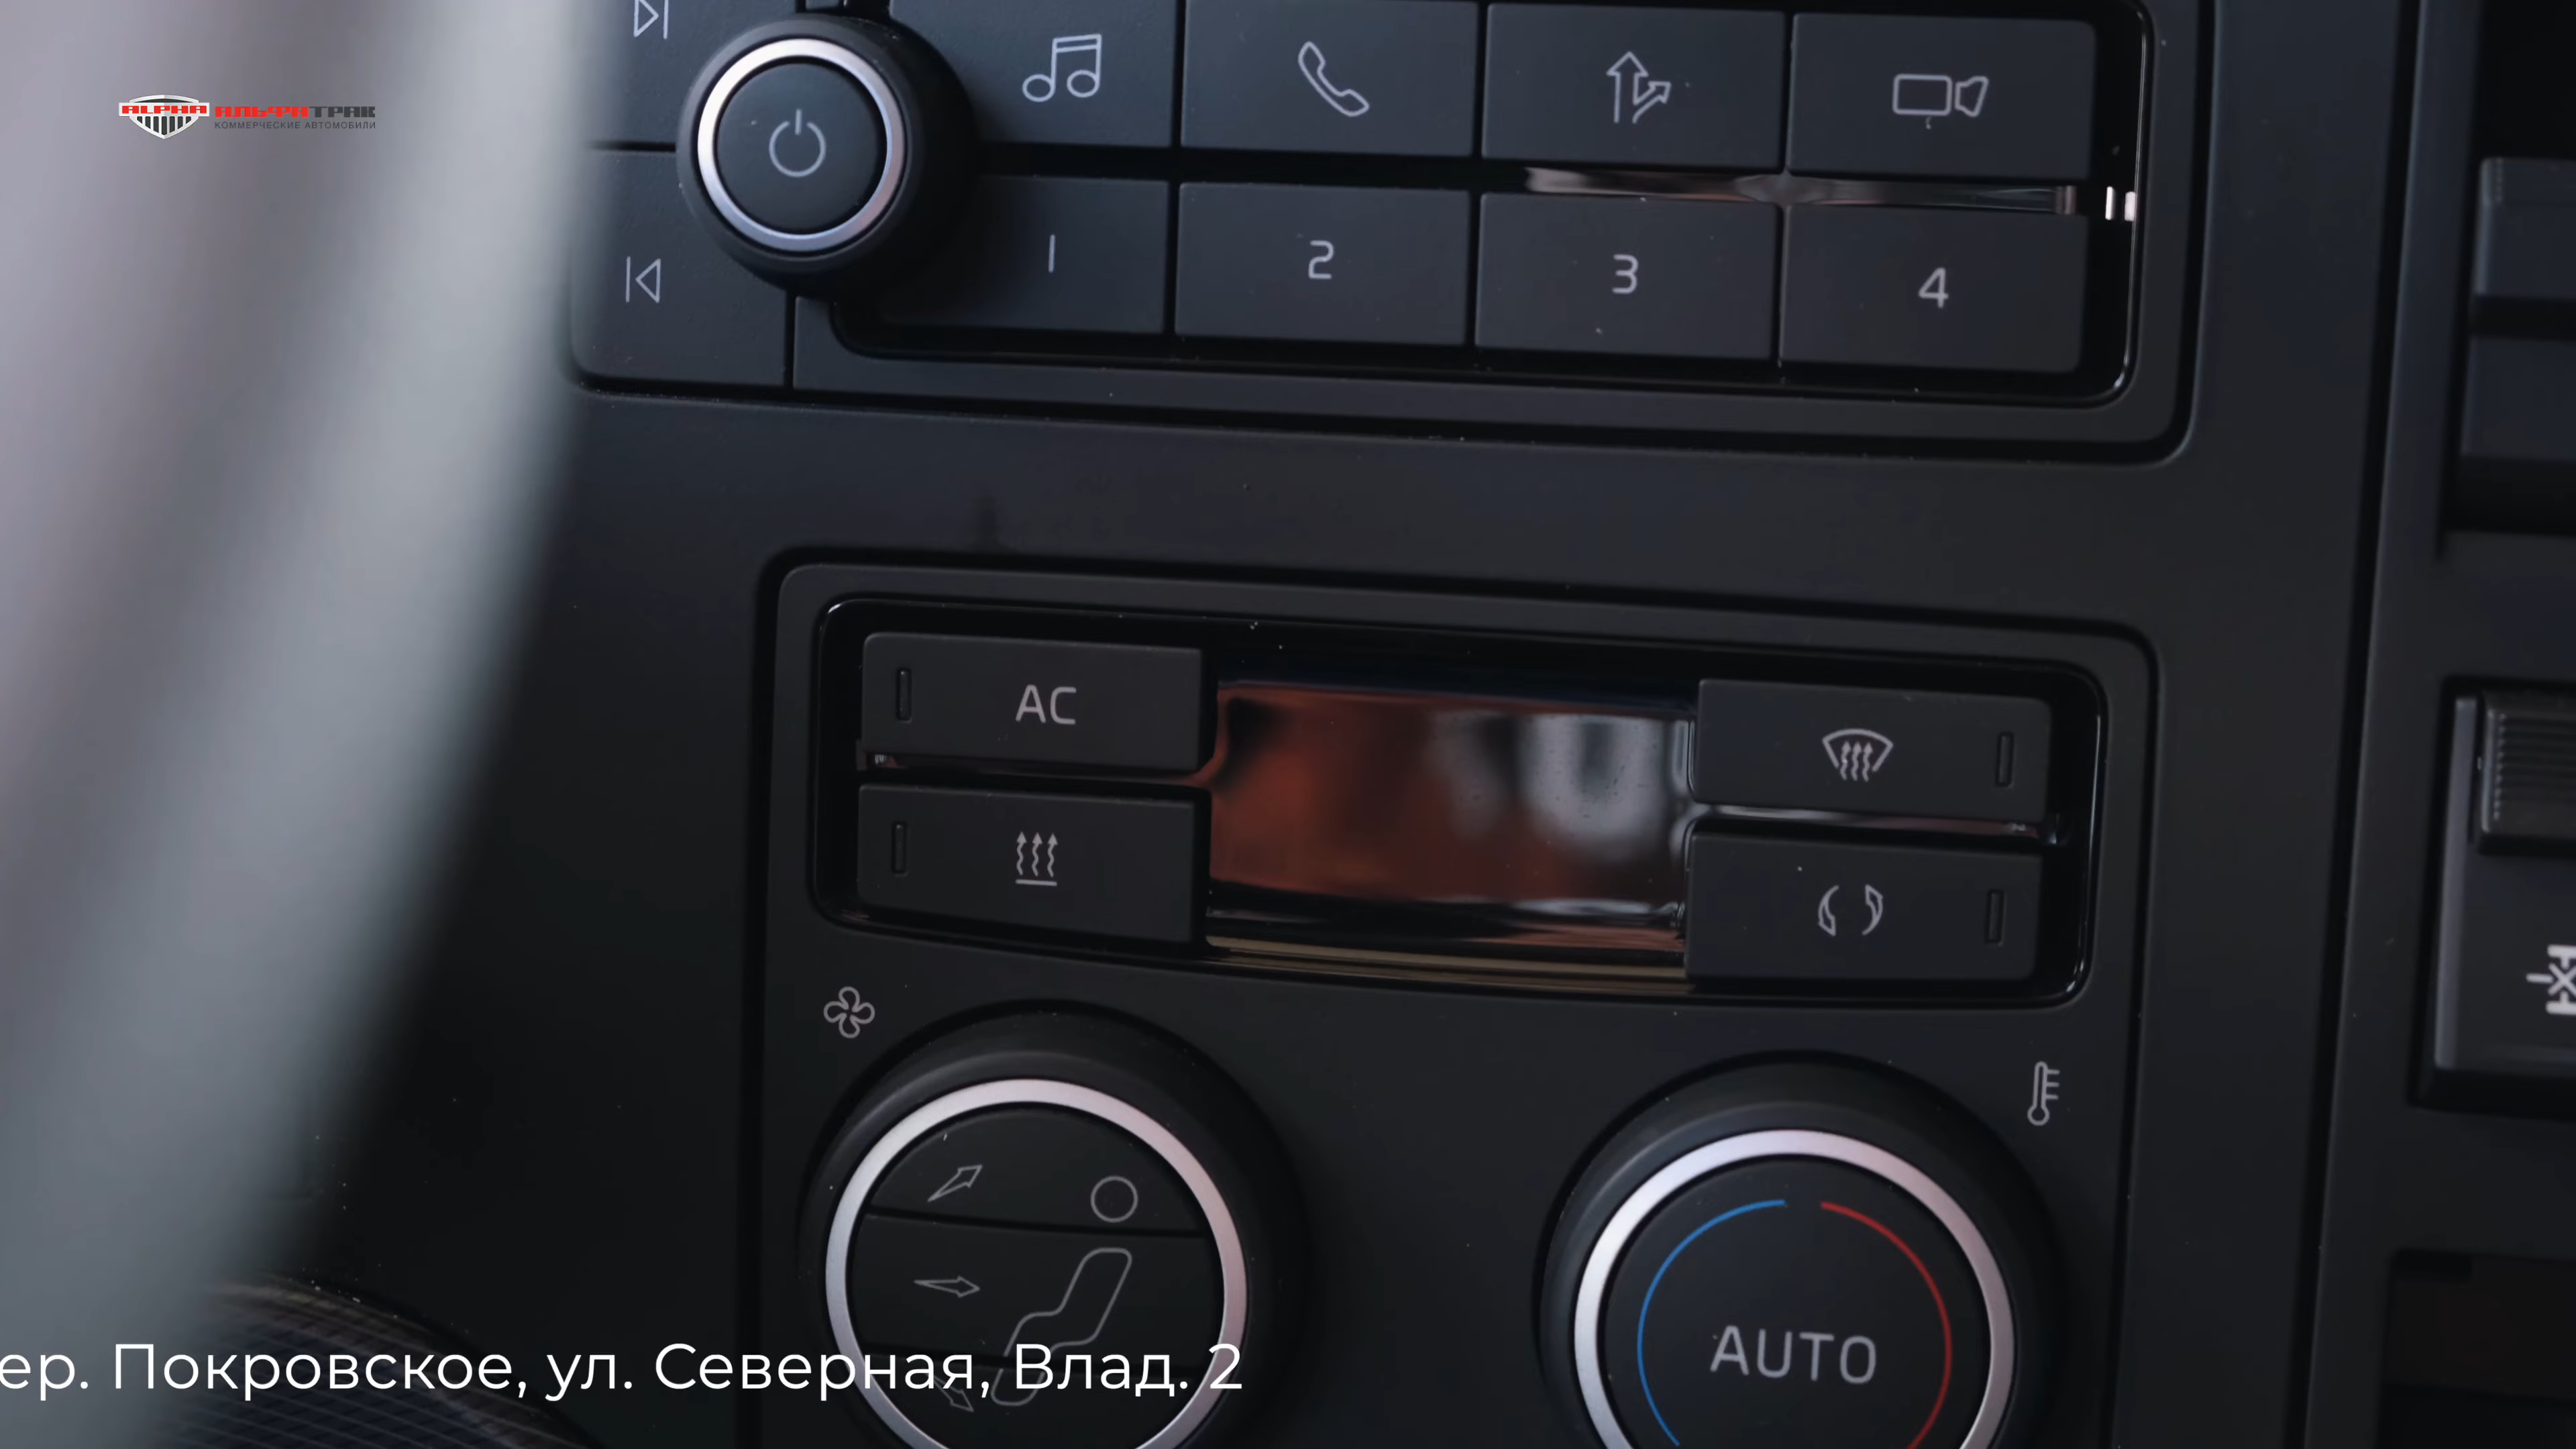 ALPHA АЛЬФАТРАК
КОММЕРЧЕСКИЕ АВТОМОБИЛИ
1 2 3 4
AC
AUTO
ер. Покровское, ул. Северная, Влад. 2